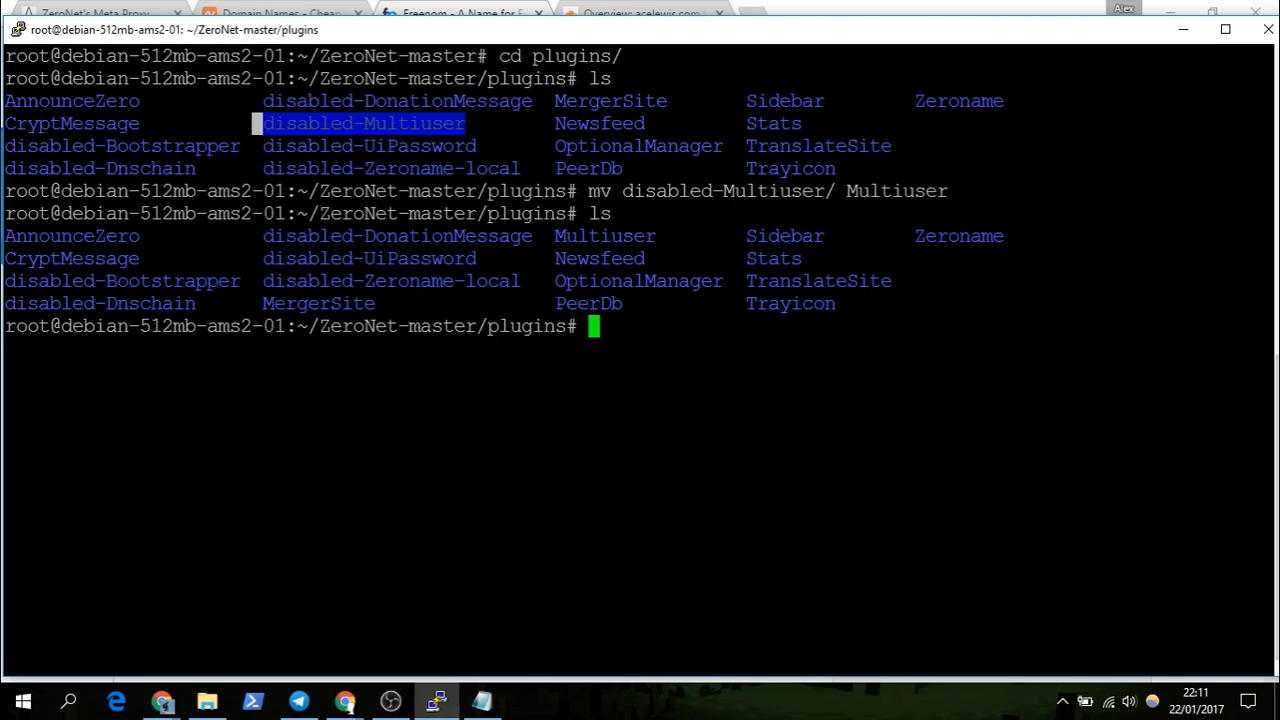 ZeroNet's Meta Proxy
Domain Names - Chea
Freenom - A Name for E
Overview: acelewis.com |
Alex
root@debian-512mb-ams2-01: ~/ZeroNet-master/plugins
root@debian-512mb-ams2-01:~/ZeroNet-master# cd plugins/
root@debian-512mb-ams2-01:~/ZeroNet-master/plugins# ls
AnnounceZero disabled-DonationMessage MergerSite Sidebar Zeroname
CryptMessage disabled-Multiuser Newsfeed Stats
disabled-Bootstrapper disabled-UiPassword OptionalManager TranslateSite
disabled-Dnschain disabled-Zeroname-local PeerDb Trayicon
root@debian-512mb-ams2-01:~/ZeroNet-master/plugins# mv disabled-Multiuser/ Multiuser
root@debian-512mb-ams2-01:~/ZeroNet-master/plugins# ls
AnnounceZero disabled-DonationMessage Multiuser Sidebar Zeroname
CryptMessage disabled-UiPassword Newsfeed Stats
disabled-Bootstrapper disabled-Zeroname-local OptionalManager TranslateSite
disabled-Dnschain MergerSite PeerDb Trayicon
root@debian-512mb-ams2-01:~/ZeroNet-master/plugins#
22:11
22/01/2017